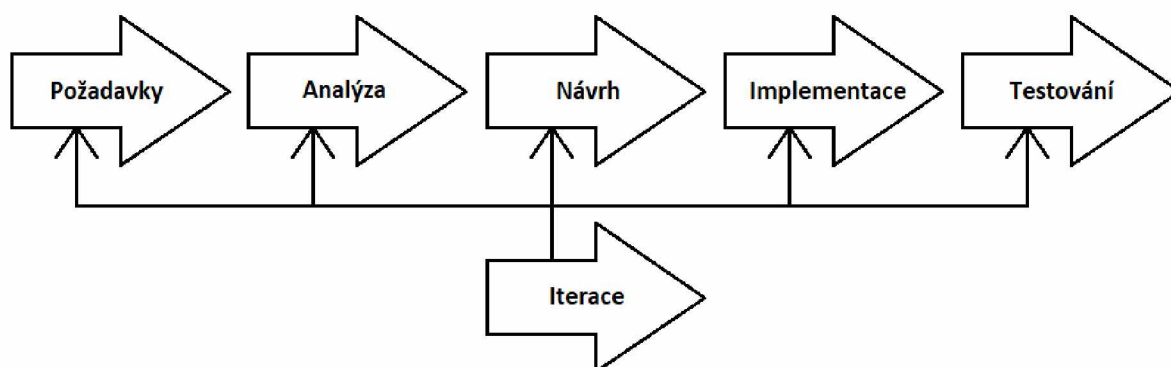 Požadavky
Analýza
Návrh
Implementace
Testování
Iterace